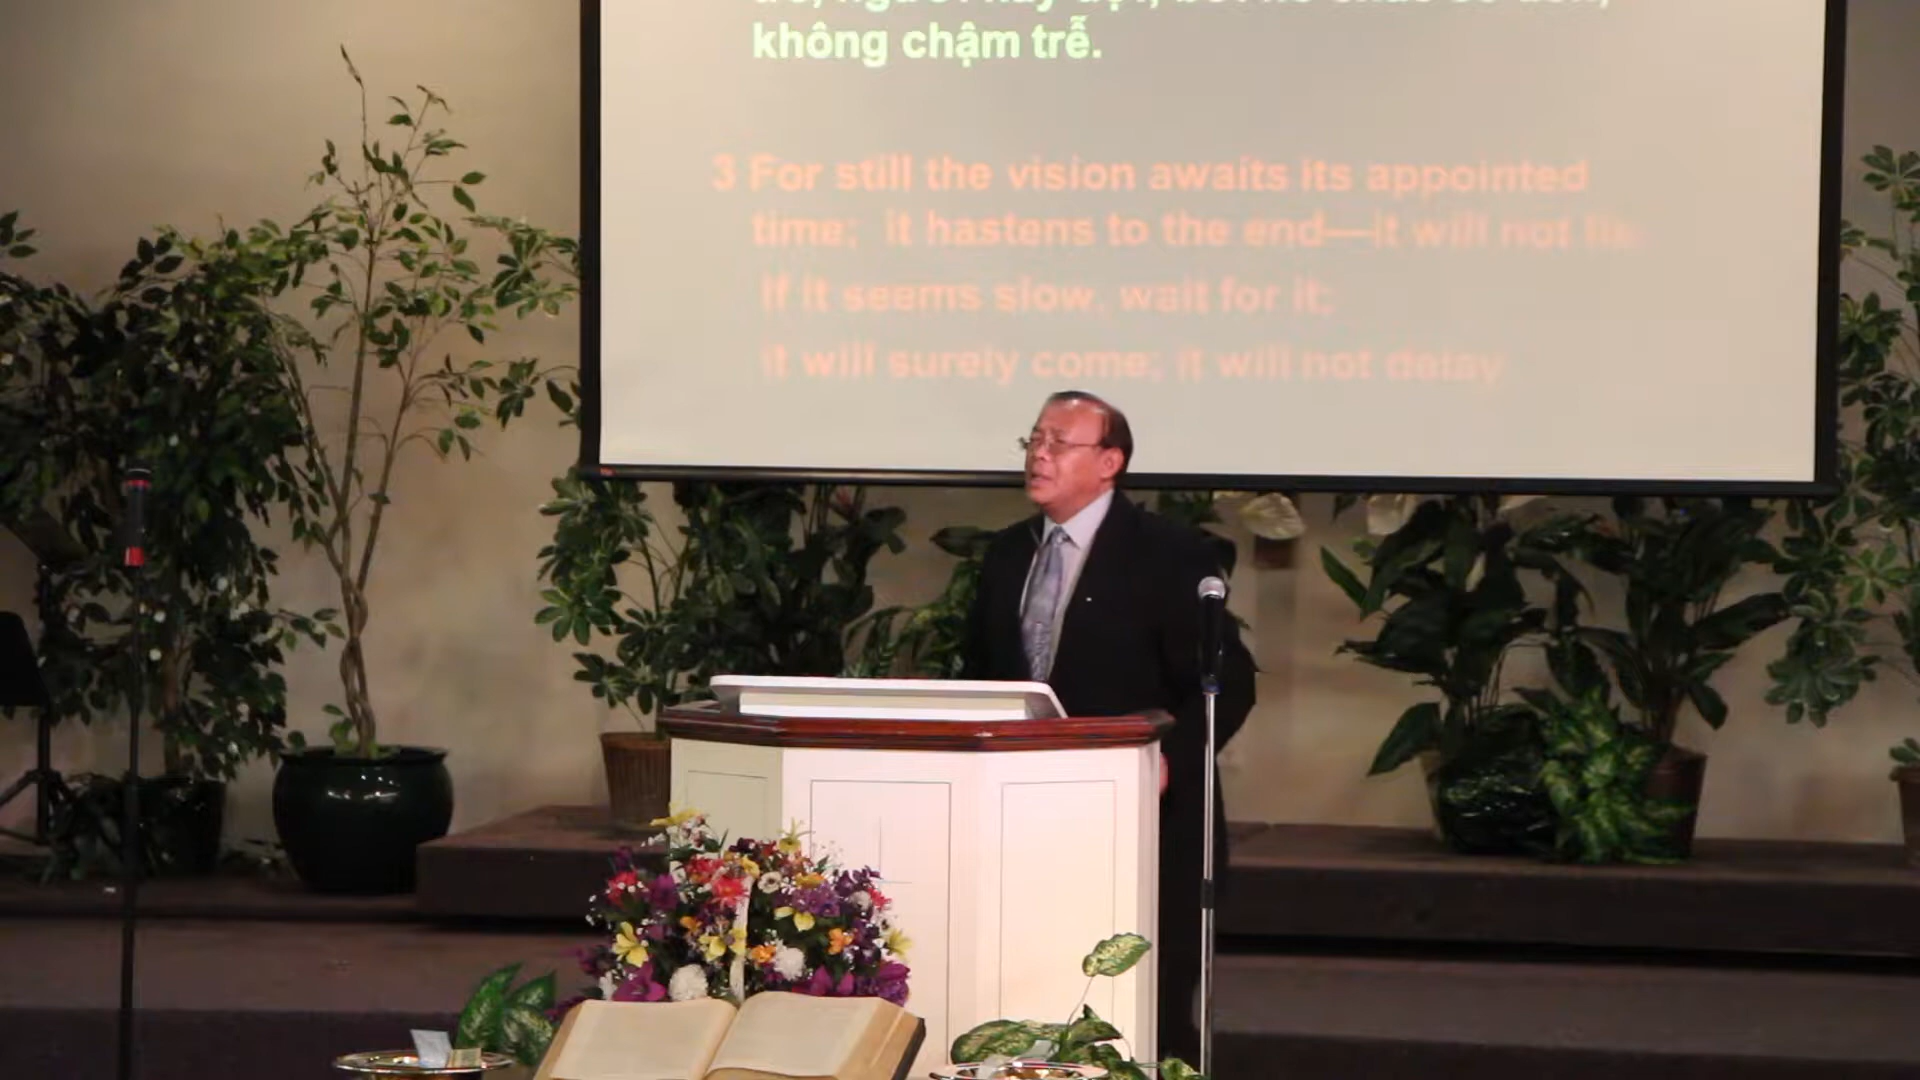 không chậm trễ.
3 For still the vision awaits its appointed
time; it hastens to the end—it will not lie.
If it seems slow, wait for it;
it will surely come; it will not delay